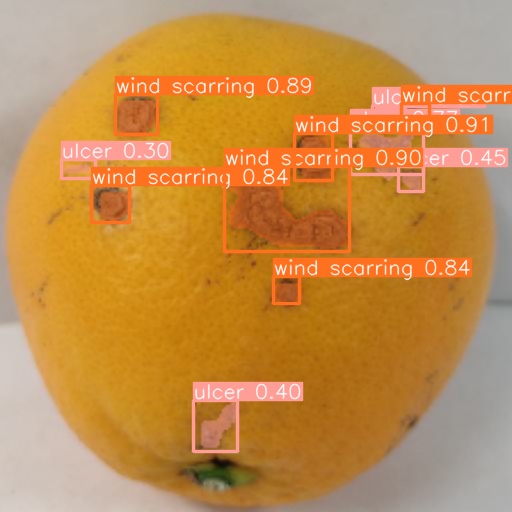 wind scarring 0.89
wind scarr
ulc
wind scarring 0.91
ulcer 0.30
wind scarring 0.90
er 0.45
wind scarring 0.84
wind scarring 0.84
ulcer 0.40